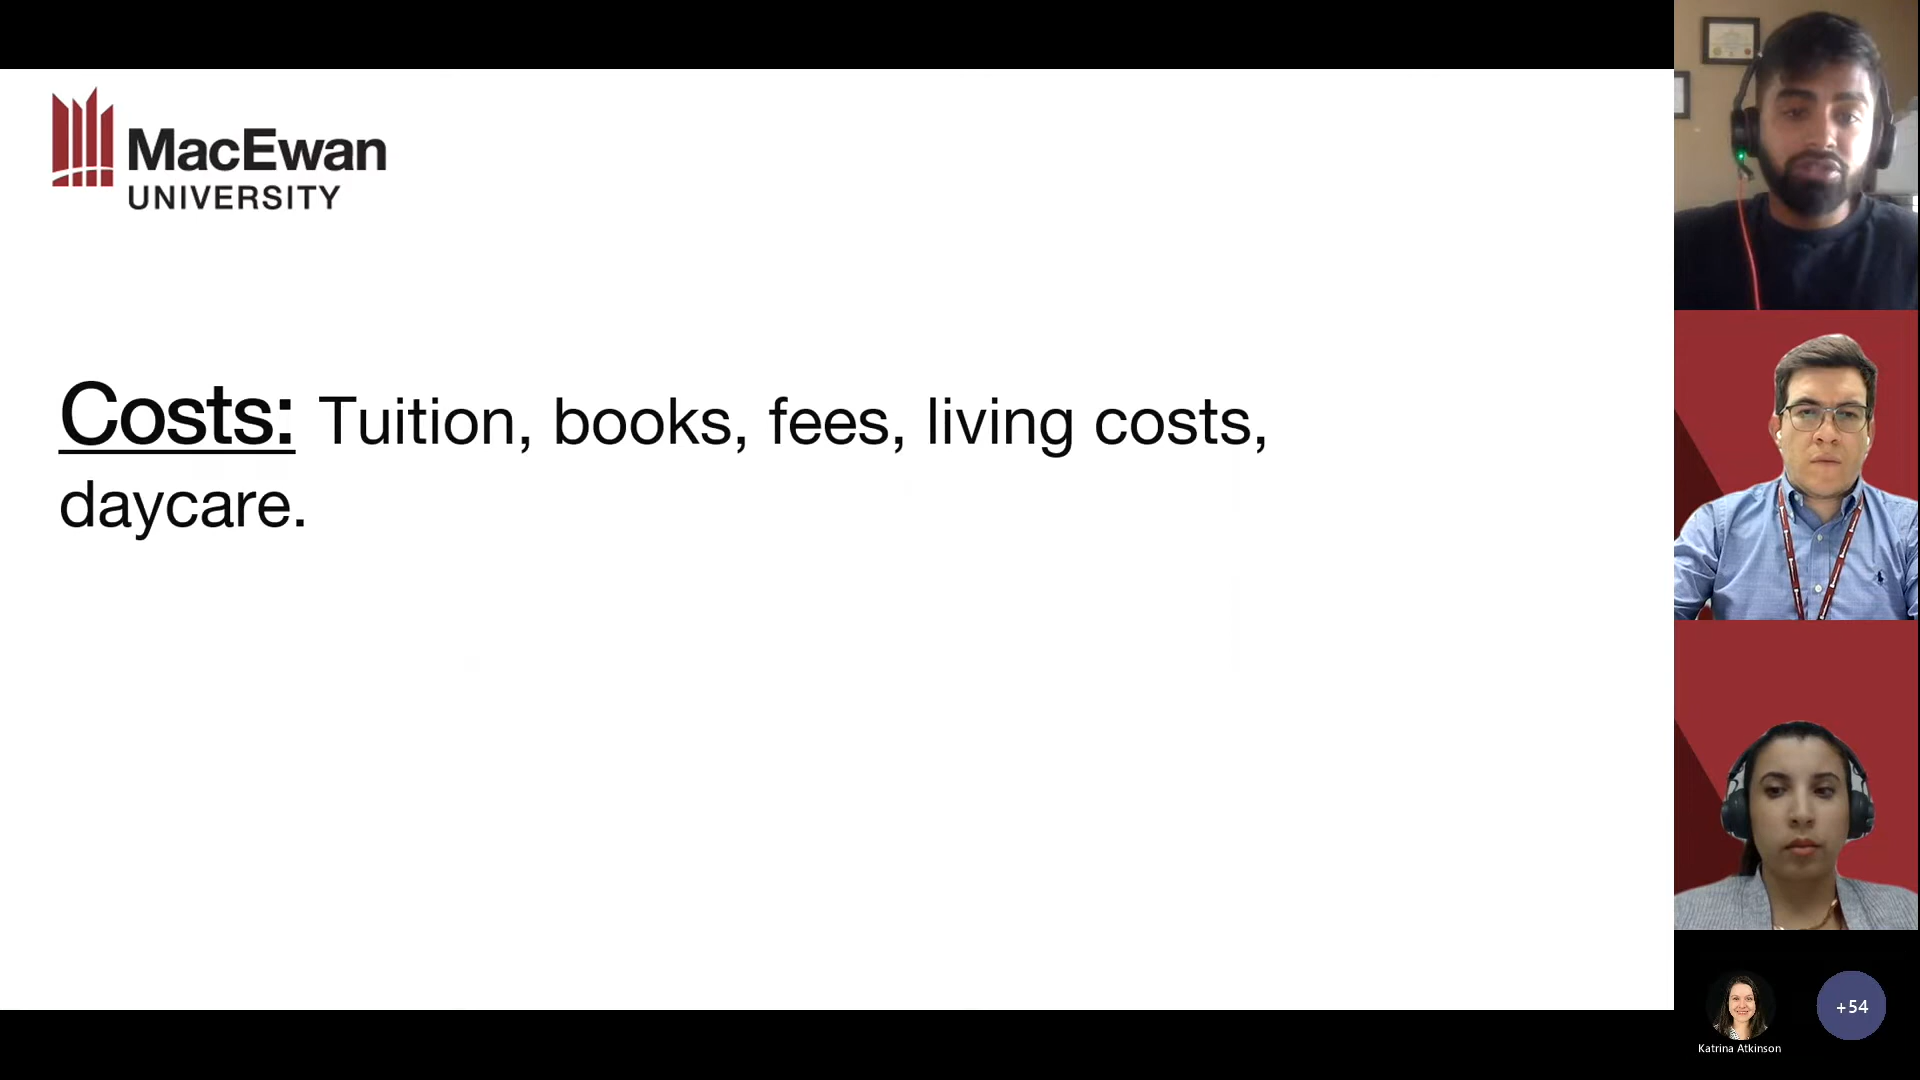 MacEwan
UNIVERSITY
Costs: Tuition, books, fees, living costs,
daycare.
Katrina Atkinson
+54